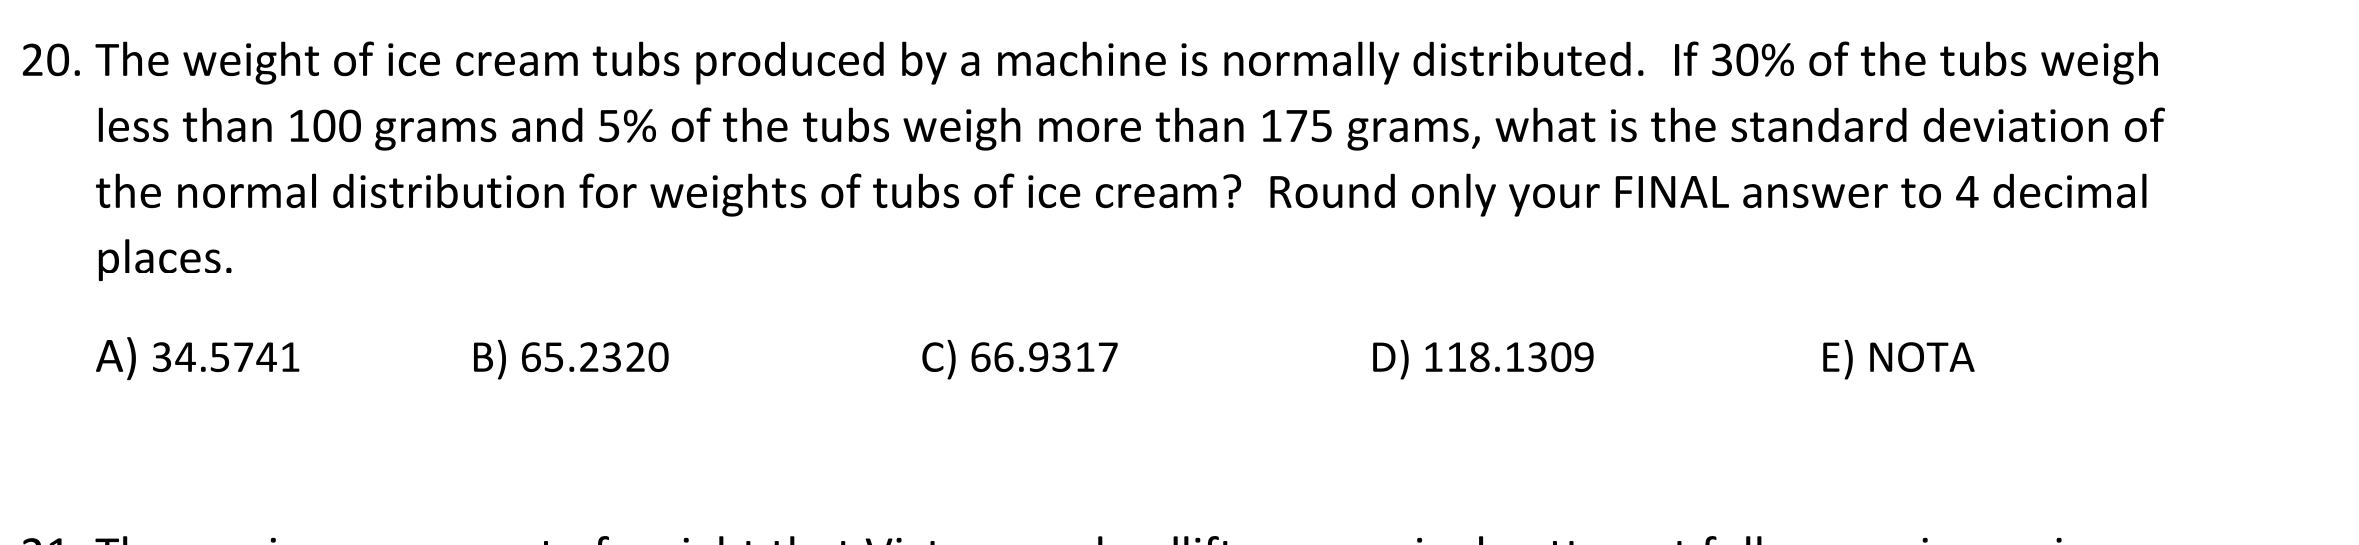 20. The weight of ice cream tubs produced by a machine is normally distributed.  If 30% of the tubs weigh
less than 100 grams and 5% of the tubs weigh more than 175 grams, what is the standard deviation of
the normal distribution for weights of tubs of ice cream?  Round only your FINAL answer to 4 decimal
places.
A) 34.5741 B) 65.2320 C) 66.9317 D) 118.1309 E) NOTA